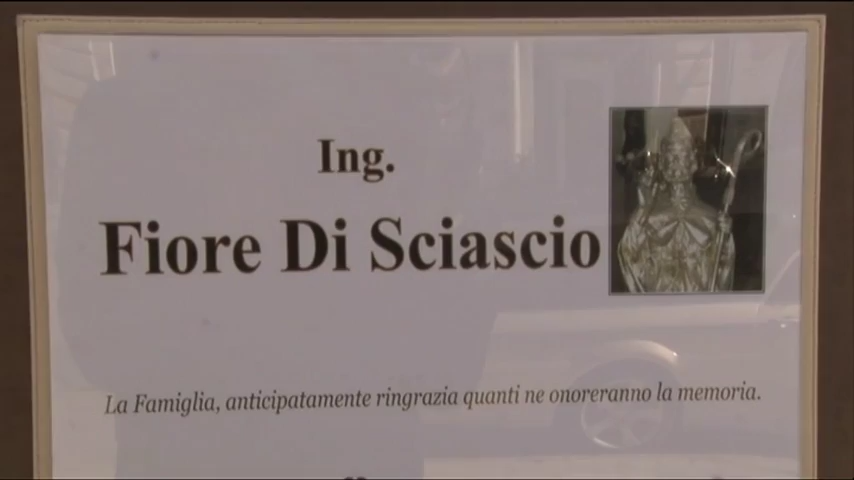 Ing.
Fiore Di Sciascio
La Famiglia, anticipatamente ringrazia quanti ne onoreranno la memoria.